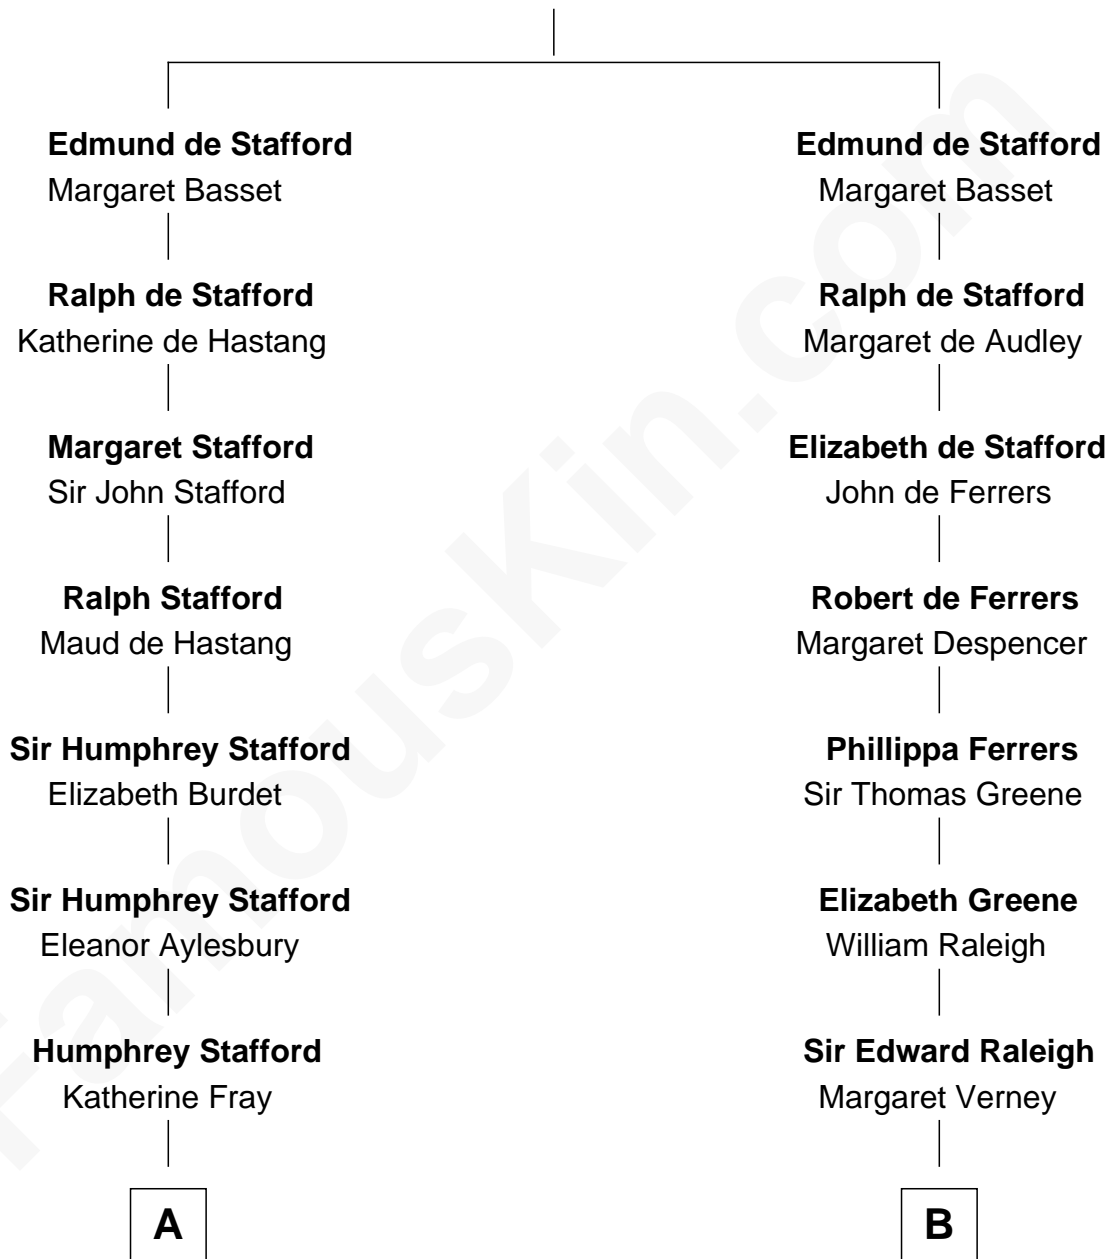 Edmund de Stafford
Margaret Basset
Ralph de Stafford
Katherine de Hastang
Margaret Stafford
Sir John Stafford
Ralph Stafford
Maud de Hastang
Sir Humphrey Stafford
Elizabeth Burdet
Sir Humphrey Stafford
Eleanor Aylesbury
Humphrey Stafford
Katherine Fray
A
Edmund de Stafford
Margaret Basset
Ralph de Stafford
Margaret de Audley
Elizabeth de Stafford
John de Ferrers
Robert de Ferrers
Margaret Despencer
Phillippa Ferrers
Sir Thomas Greene
Elizabeth Greene
William Raleigh
Sir Edward Raleigh
Margaret Verney
B
FamousKin.com